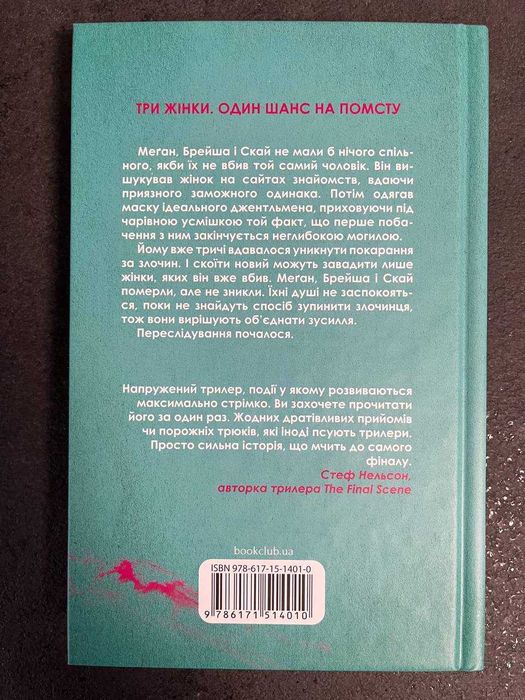 ТРИ ЖІНКИ. ОДИН ШАНС НА ПОМСТУ
Меґан, Брейша і Скай не мали б нічого спіль-
ного, якби їх не вбив той самий чоловік. Він ви-
шукував жінок на сайтах знайомств, вдаючи
приязного заможного одинака. Потім одягав
маску ідеального джентльмена, приховуючи під
чарівною усмішкою той факт, що перше поба-
чення з ним закінчується неглибокою могилою.
Йому вже тричі вдавалося уникнути покарання
за злочин. І скоїти новий можуть завадити лише
жінки, яких він вже вбив. Меґан, Брейша і Скай
померли, але не зникли. Їхні душі не заспокоять-
ся, поки не знайдуть спосіб зупинити злочинця,
тож вони вирішують об’єднати зусилля.
Переслідування почалося.
Напружений трилер, події у якому розвиваються
максимально стрімко. Ви захочете прочитати
його за один раз. Жодних дратівливих прийомів
чи порожніх трюків, які іноді псують трилери.
Просто сильна історія, що мчить до самого
фіналу.
Стеф Нельсон,
авторка трилера The Final Scene
bookclub.ua
ISBN 978-617-15-1401-0
9 786171 514010